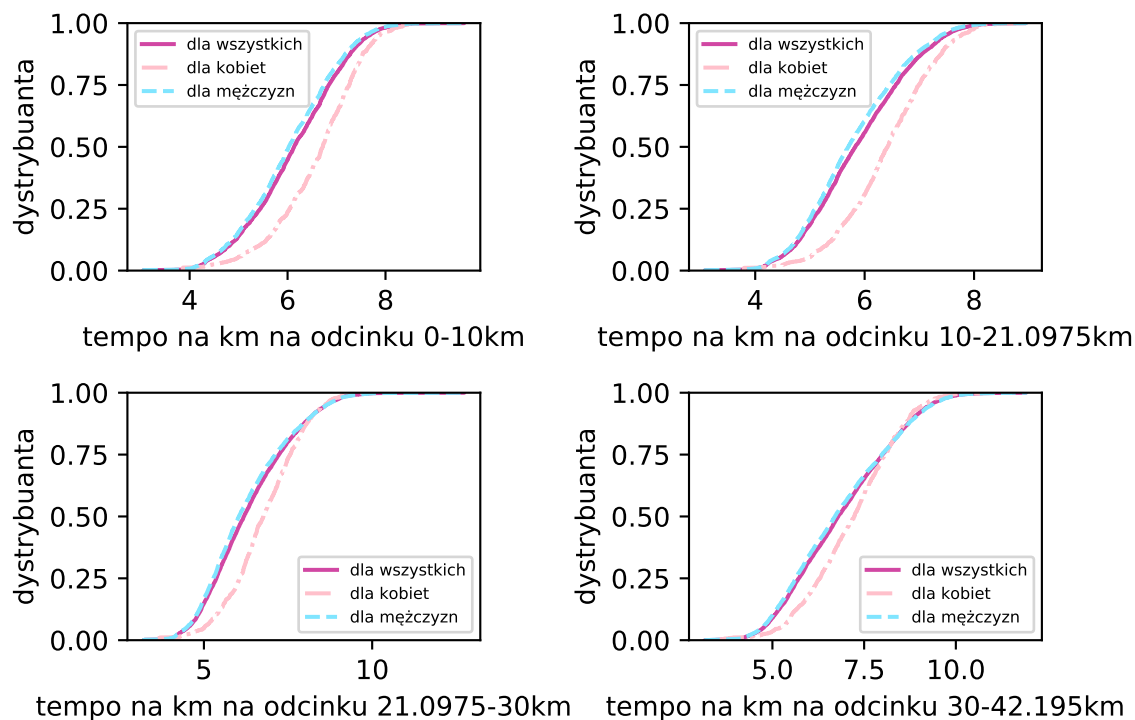 1.00
0.75
0.50
0.25
0.00
dystrybuanta
dla wszystkich
dla kobiet
dla mężczyzn
4
6
8
tempo na km na odcinku 0-10km
1.00
0.75
0.50
0.25
0.00
dystrybuanta
dla wszystkich
dla kobiet
dla mężczyzn
4
6
8
tempo na km na odcinku 10-21.0975km
1.00
0.75
0.50
0.25
0.00
dystrybuanta
dla wszystkich
dla kobiet
dla mężczyzn
5
10
tempo na km na odcinku 21.0975-30km
1.00
0.75
0.50
0.25
0.00
dystrybuanta
dla wszystkich
dla kobiet
dla mężczyzn
5.0
7.5
10.0
tempo na km na odcinku 30-42.195km